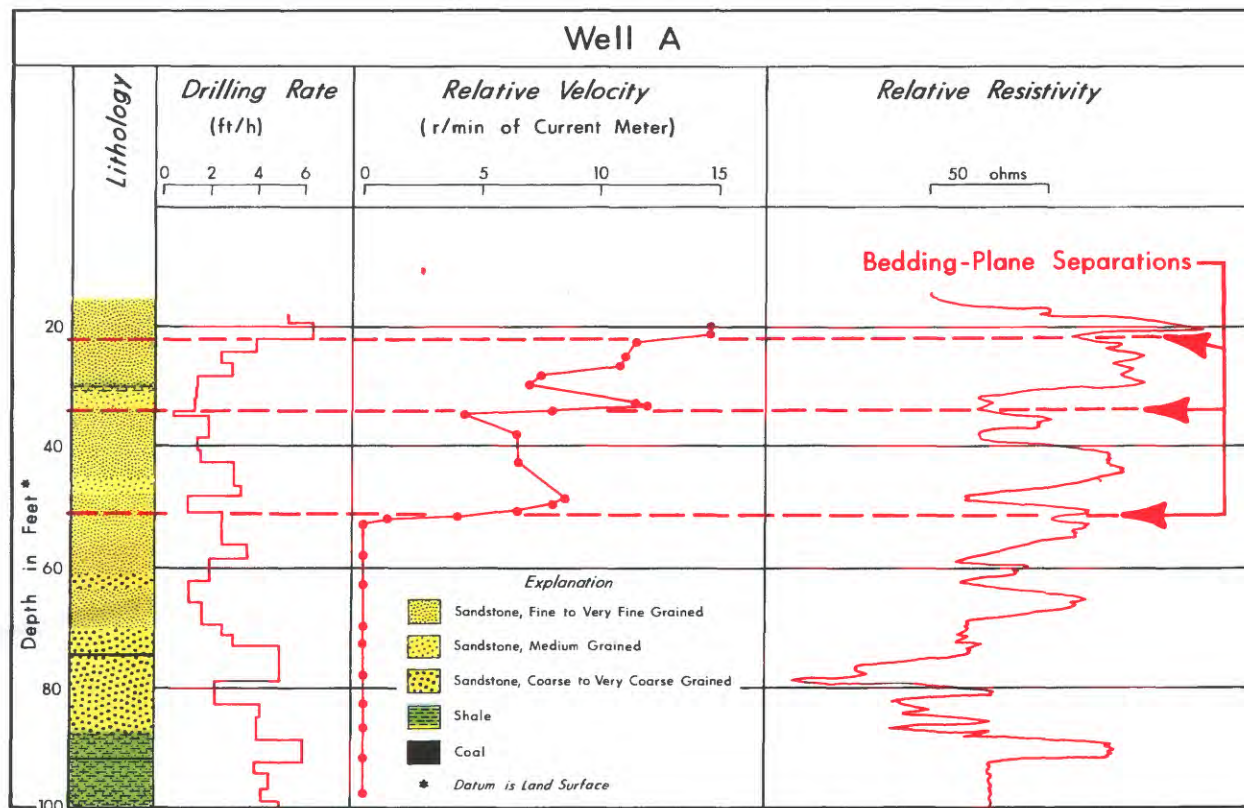 Well A
Lithology
Drilling Rate
(ft/h)
0 2 4 6
Relative Velocity
(r/min of Current Meter)
0 5 10 15
Relative Resistivity
50 ohms
Bedding-Plane Separations
Depth in Feet*
20
40
60
80
100
Explanation
Sandstone, Fine to Very Fine Grained
Sandstone, Medium Grained
Sandstone, Coarse to Very Coarse Grained
Shale
Coal
* Datum is Land Surface